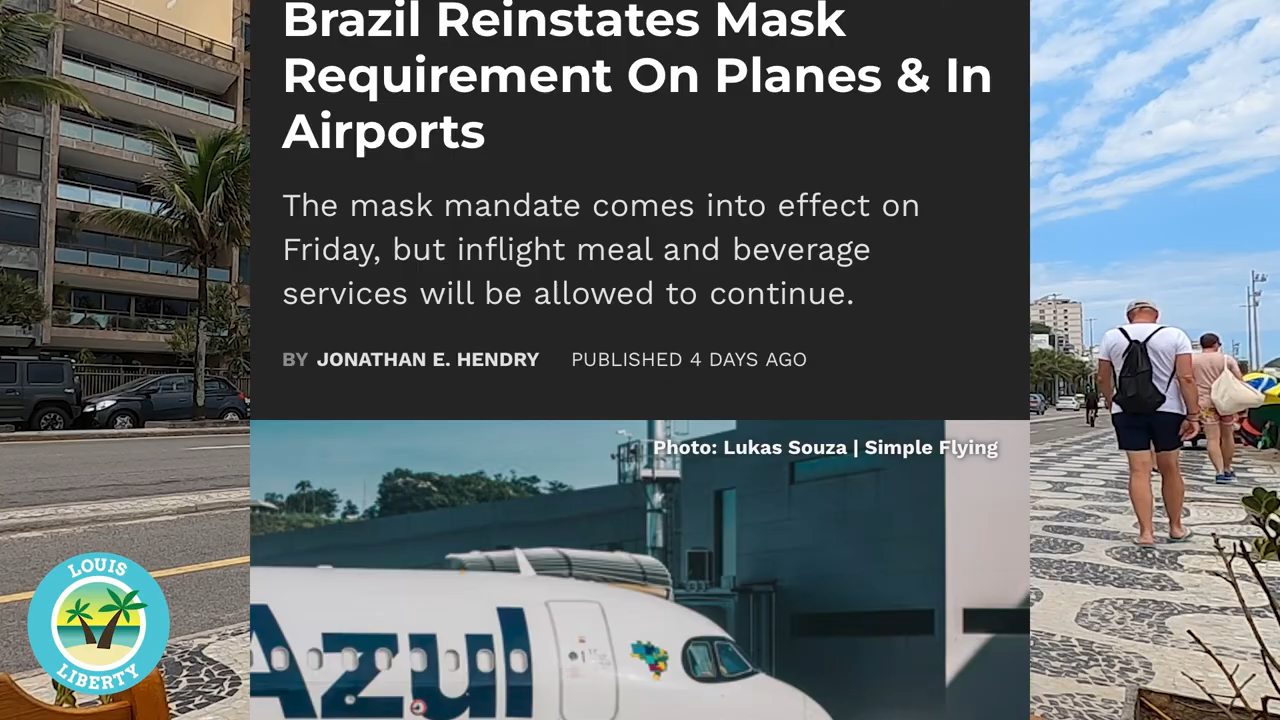 Brazil Reinstates Mask
Requirement On Planes & In
Airports
The mask mandate comes into effect on
Friday, but inflight meal and beverage
services will be allowed to continue.
BY JONATHAN E. HENDRY PUBLISHED 4 DAYS AGO
Photo: Lukas Souza | Simple Flying
Azul
LOUIS
LIBERTY